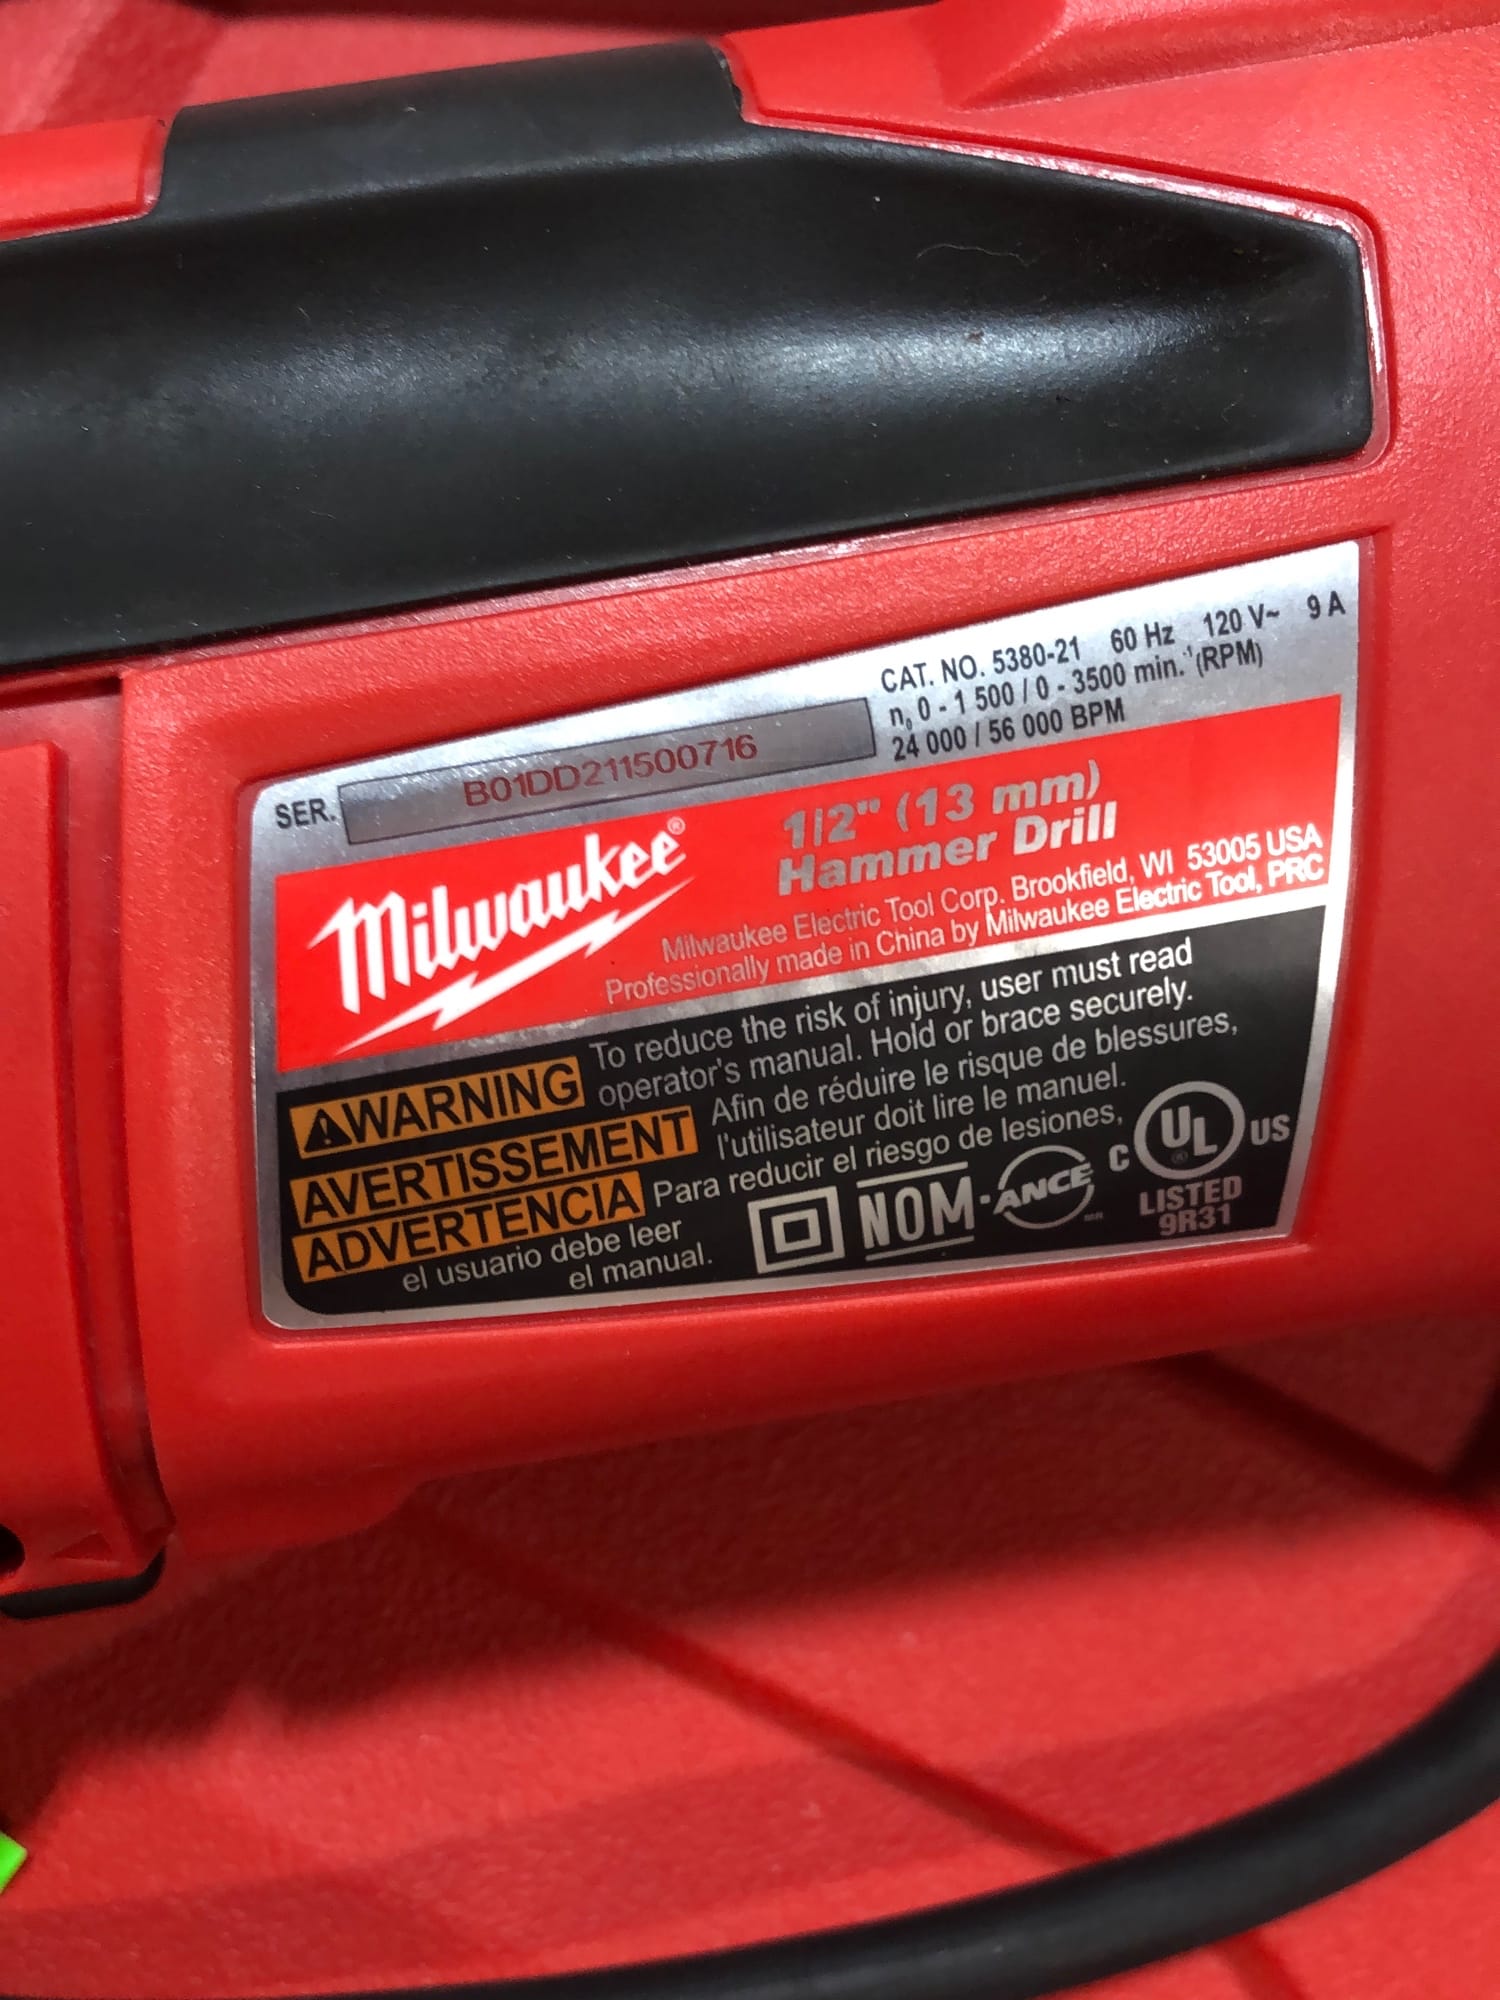 CAT. NO. 5380-21 60 Hz 120 V~ 9 A
n₀ 0 - 1 500 / 0 - 3500 min.⁻¹ (RPM)
24 000 / 56 000 BPM
SER. B01DD211500716
Milwaukee®
1/2" (13 mm)
Hammer Drill
Milwaukee Electric Tool Corp. Brookfield, WI 53005 USA
Professionally made in China by Milwaukee Electric Tool, PRC
WARNING To reduce the risk of injury, user must read
operator's manual. Hold or brace securely.
AVERTISSEMENT Afin de réduire le risque de blessures,
l'utilisateur doit lire le manuel.
ADVERTENCIA Para reducir el riesgo de lesiones,
el usuario debe leer
el manual.
NOM-ANCE
C UL® US
LISTED
9R31